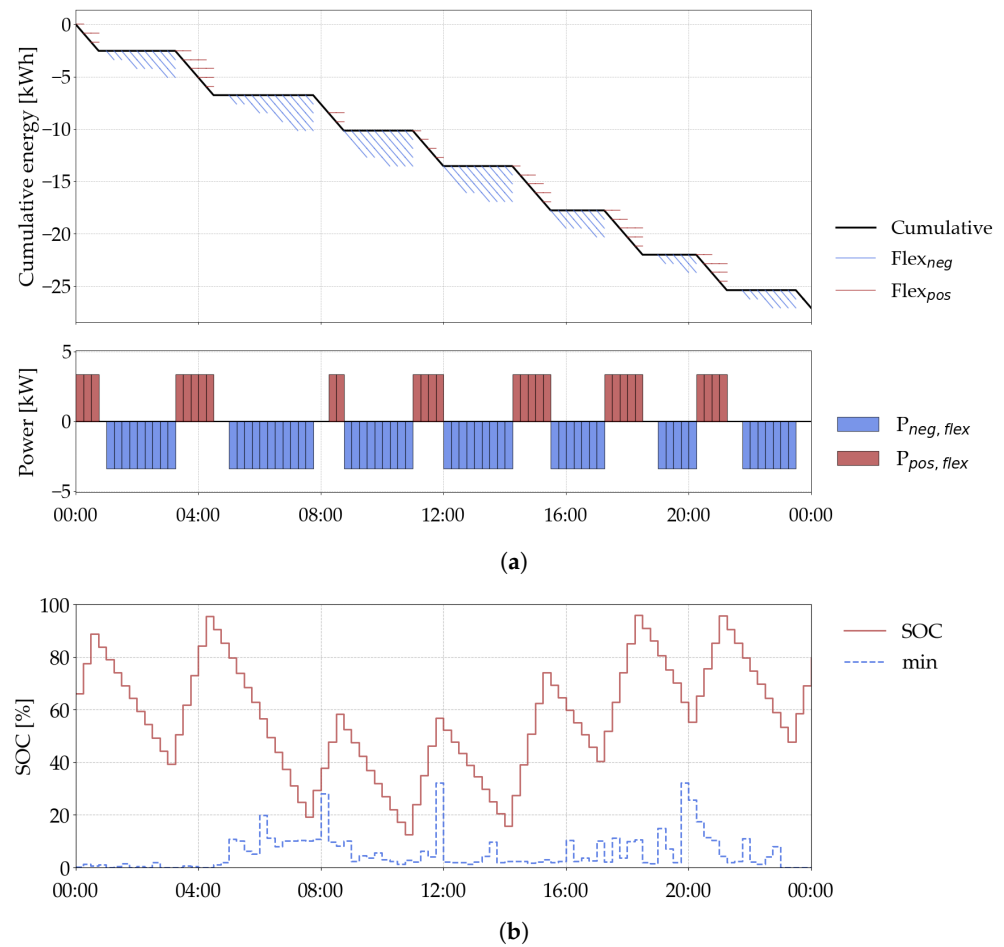 Cumulative energy [kWh]
0
−5
−10
−15
−20
−25
Cumulative
Flex_neg
Flex_pos
Power [kW]
5
0
−5
P_neg, flex
P_pos, flex
00:00 04:00 08:00 12:00 16:00 20:00 00:00
(a)
SOC [%]
100
80
60
40
20
0
SOC
min
00:00 04:00 08:00 12:00 16:00 20:00 00:00
(b)